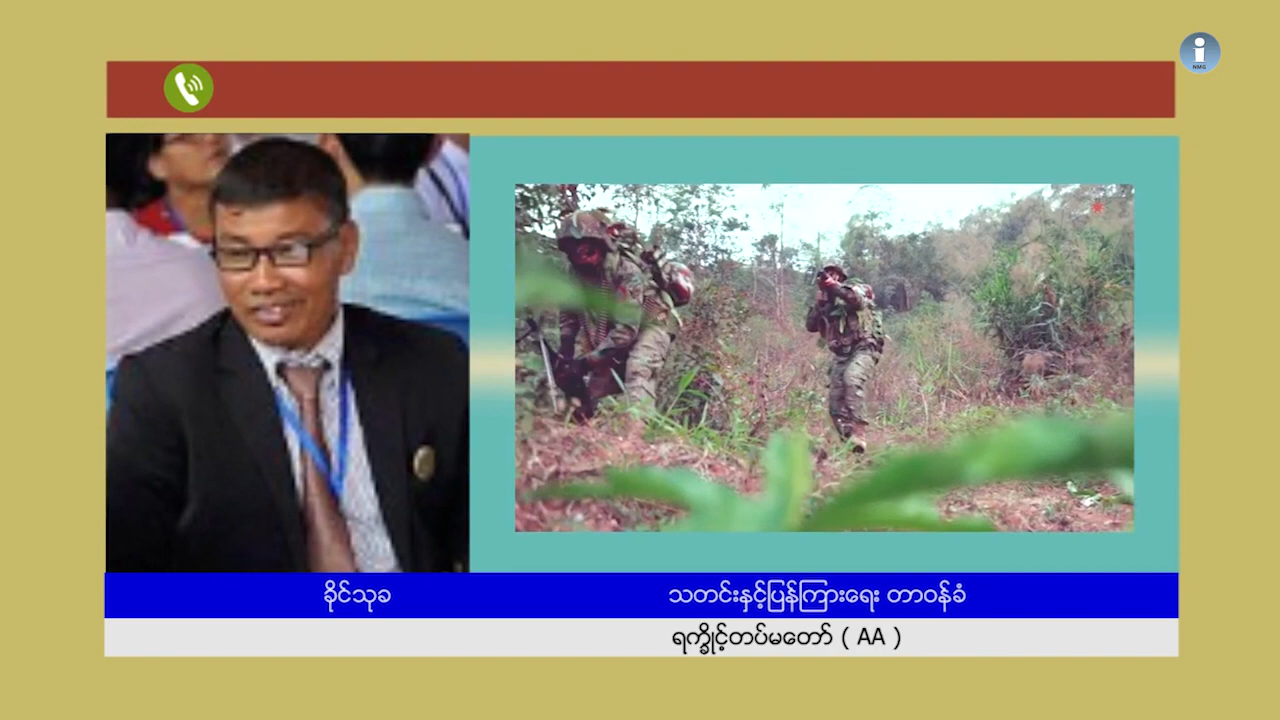 NMG
ခိုင်သုခ
သတင်းနှင့်ပြန်ကြားရေး တာဝန်ခံ
ရက္ခိုင့်တပ်မတော် ( AA )